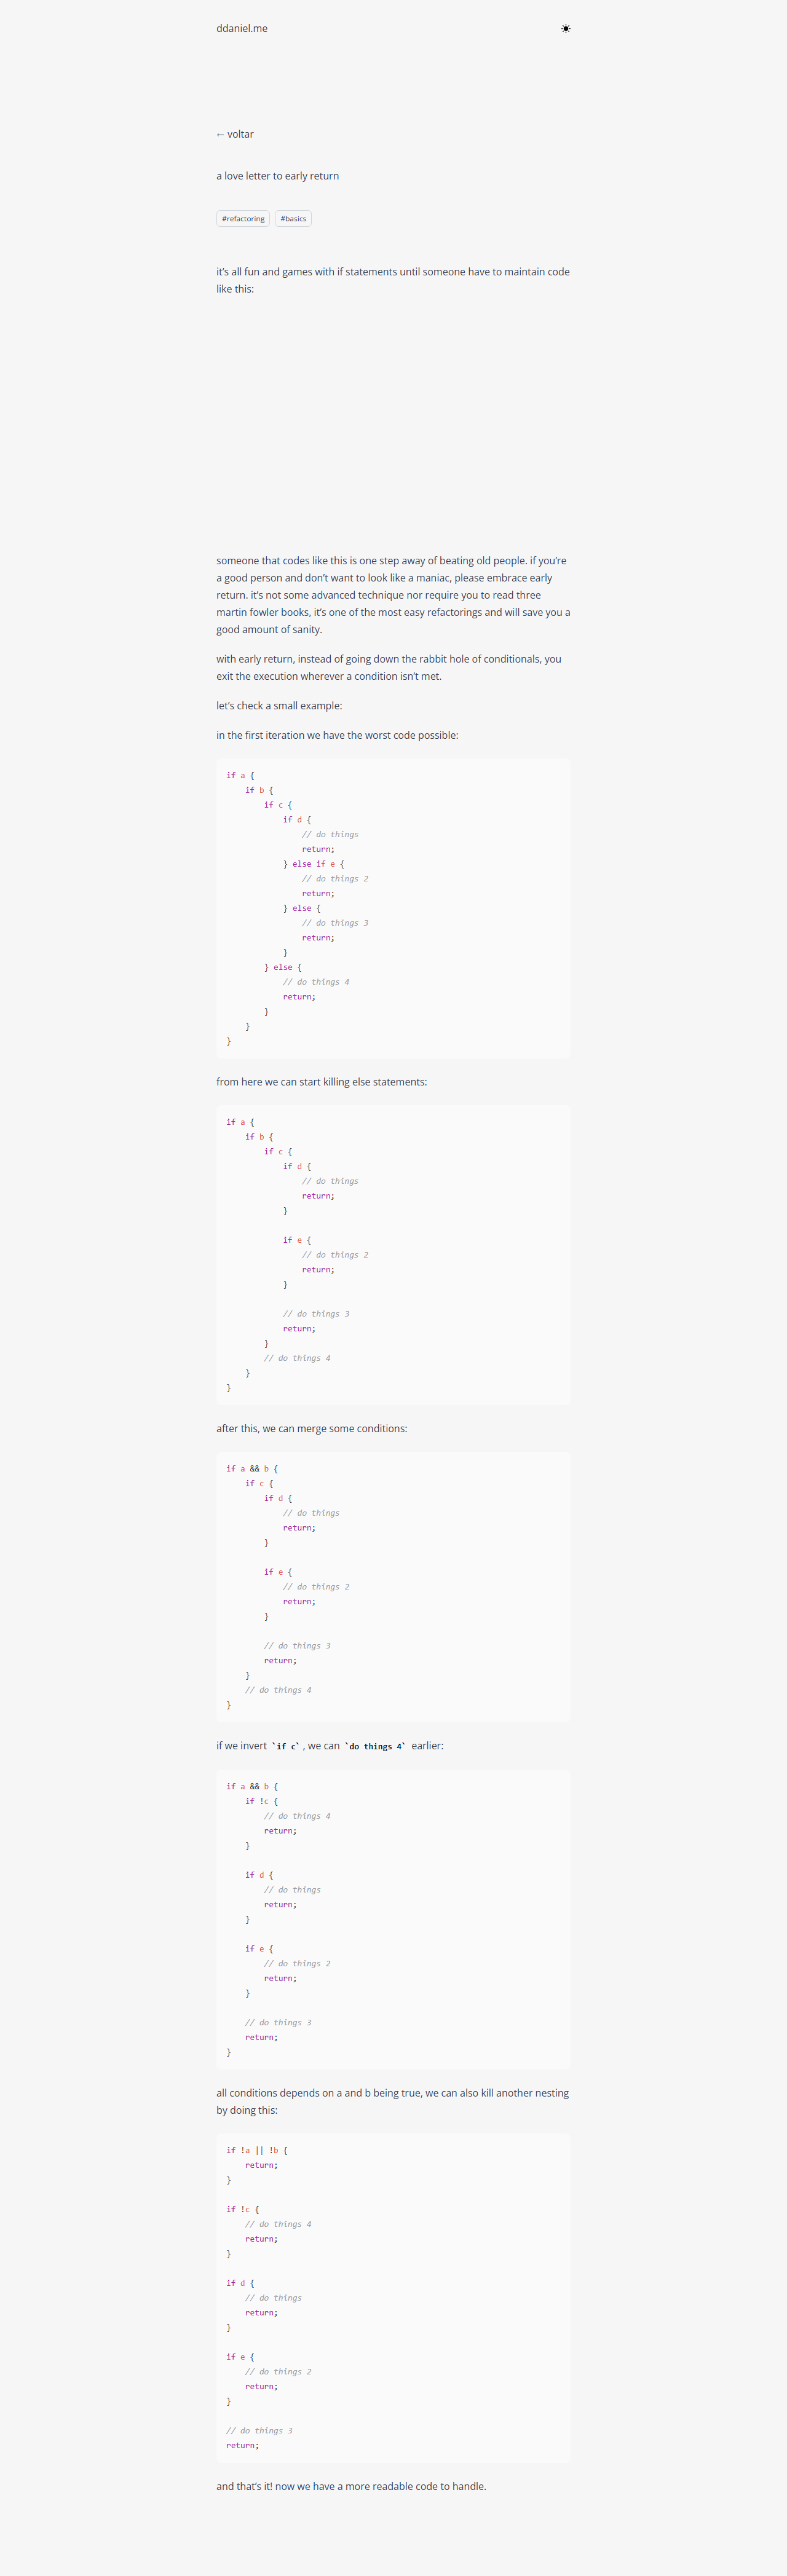 ddaniel.me
← voltar
a love letter to early return
#refactoring #basics
it’s all fun and games with if statements until someone have to maintain code
like this:
someone that codes like this is one step away of beating old people. if you’re
a good person and don’t want to look like a maniac, please embrace early
return. it’s not some advanced technique nor require you to read three
martin fowler books, it’s one of the most easy refactorings and will save you a
good amount of sanity.
with early return, instead of going down the rabbit hole of conditionals, you
exit the execution wherever a condition isn’t met.
let’s check a small example:
in the first iteration we have the worst code possible:
if a {
    if b {
        if c {
            if d {
                // do things
                return;
            } else if e {
                // do things 2
                return;
            } else {
                // do things 3
                return;
            }
        } else {
            // do things 4
            return;
        }
    }
}
from here we can start killing else statements:
if a {
    if b {
        if c {
            if d {
                // do things
                return;
            }
            if e {
                // do things 2
                return;
            }
            // do things 3
            return;
        }
        // do things 4
    }
}
after this, we can merge some conditions:
if a && b {
    if c {
        if d {
            // do things
            return;
        }
        if e {
            // do things 2
            return;
        }
        // do things 3
        return;
    }
    // do things 4
}
if we invert `if c`, we can `do things 4` earlier:
if a && b {
    if !c {
        // do things 4
        return;
    }
    if d {
        // do things
        return;
    }
    if e {
        // do things 2
        return;
    }
    // do things 3
    return;
}
all conditions depends on a and b being true, we can also kill another nesting
by doing this:
if !a || !b {
    return;
}
if !c {
    // do things 4
    return;
}
if d {
    // do things
    return;
}
if e {
    // do things 2
    return;
}
// do things 3
return;
and that’s it! now we have a more readable code to handle.